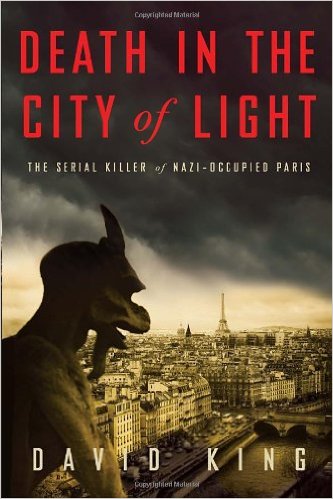 DEATH IN THE
CITY of LIGHT
THE SERIAL KILLER of NAZI-OCCUPIED PARIS
DAVID KING